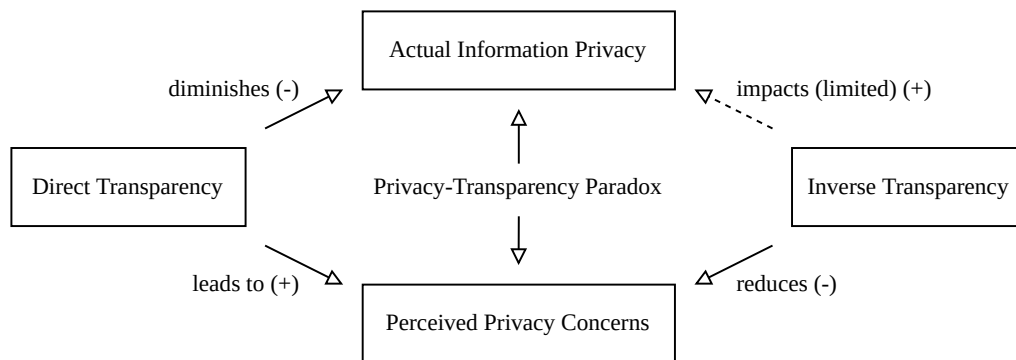 Actual Information Privacy
diminishes (-)
impacts (limited) (+)
Direct Transparency
Privacy-Transparency Paradox
Inverse Transparency
leads to (+)
reduces (-)
Perceived Privacy Concerns